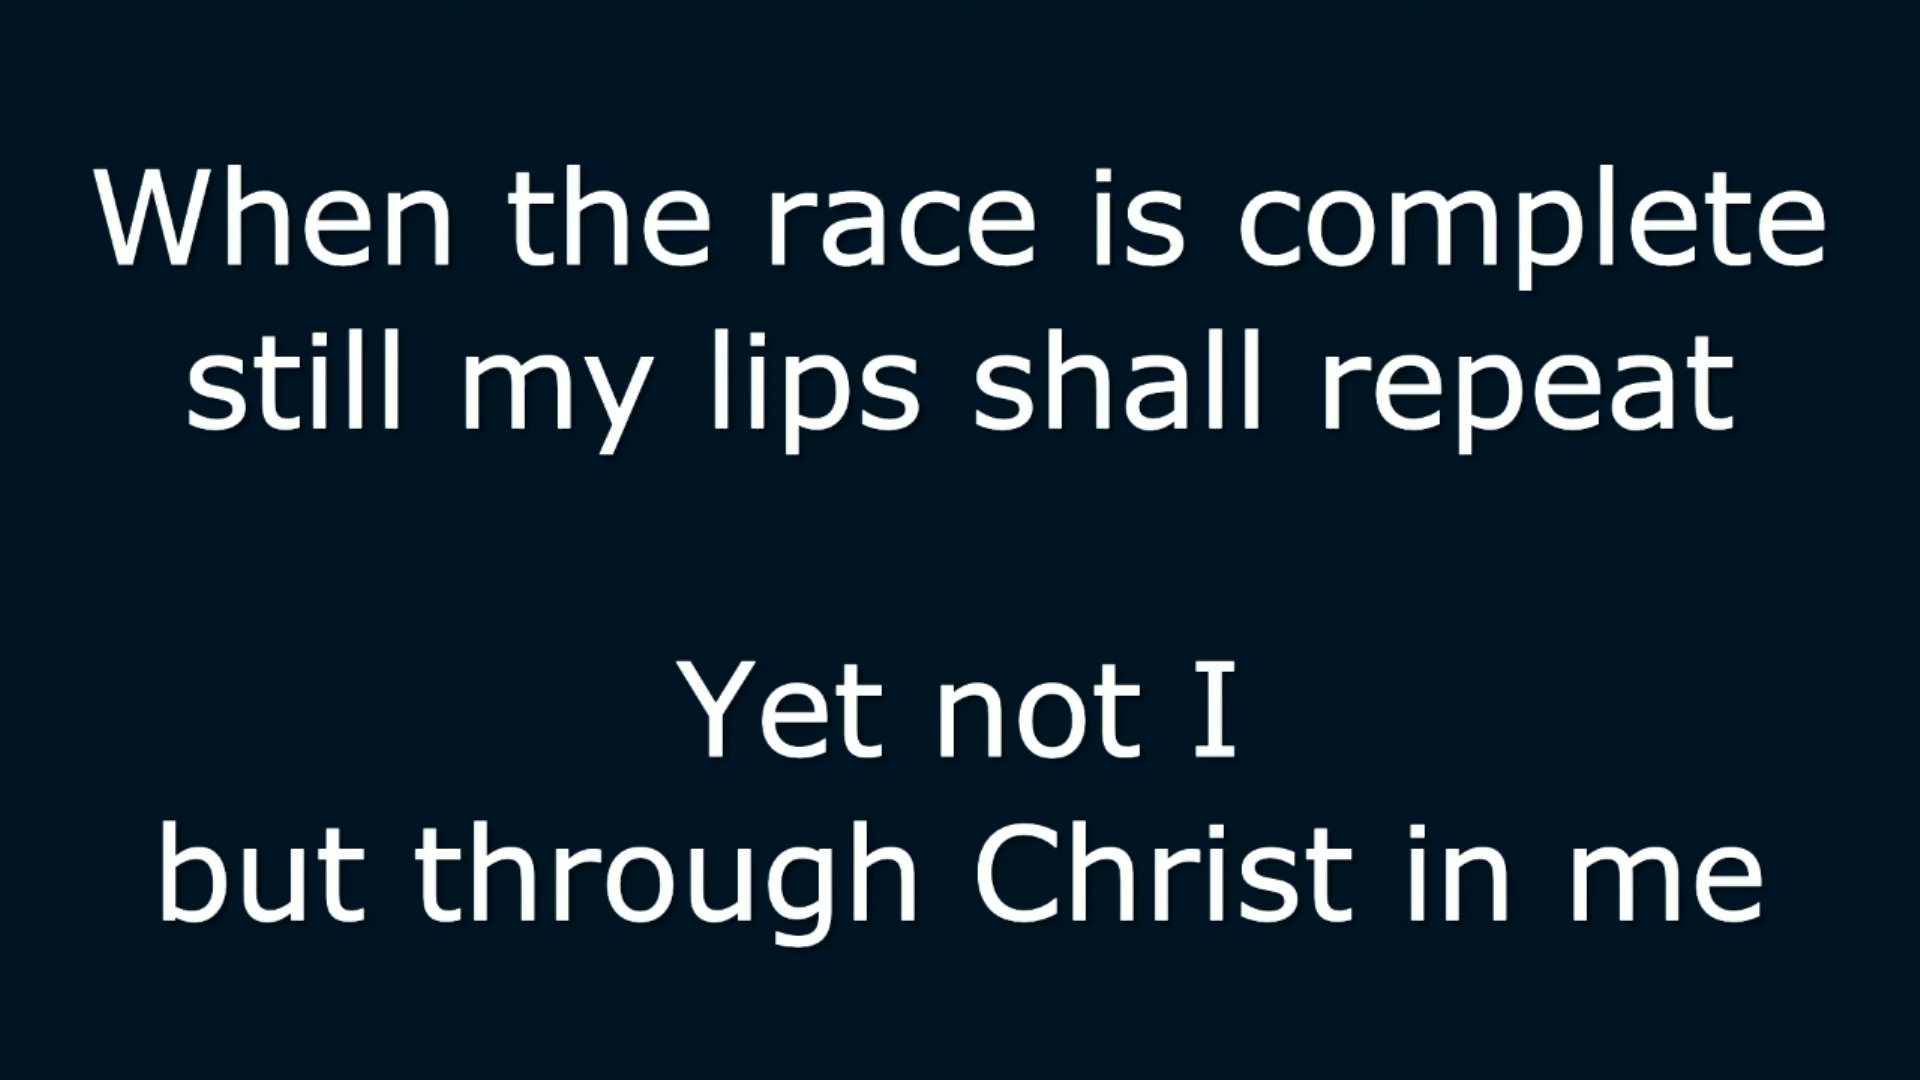 When the race is complete
still my lips shall repeat
Yet not I
but through Christ in me